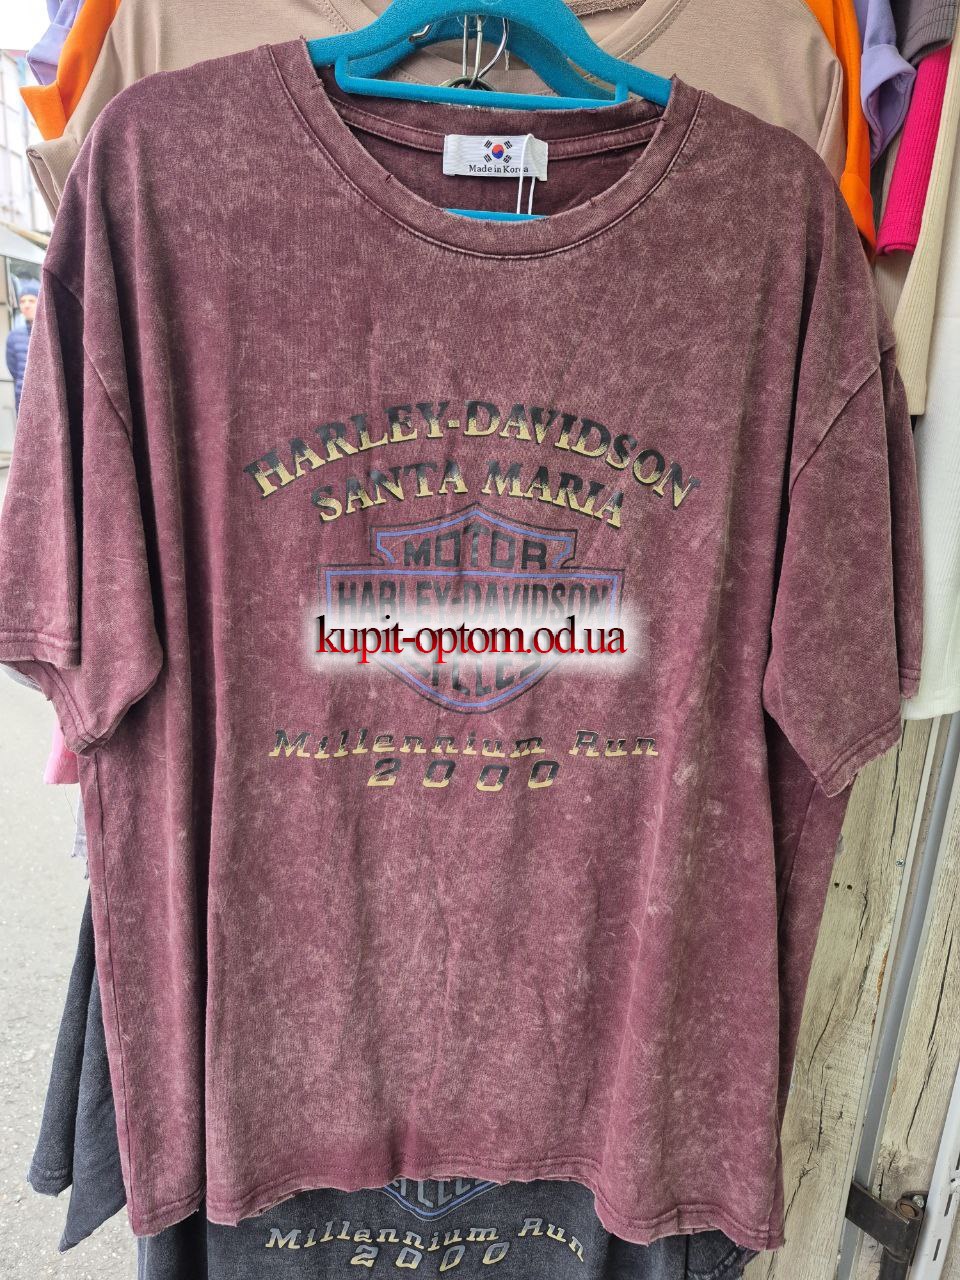 Made in Korea
HARLEY-DAVIDSON
SANTA MARIA
MOTOR
HARLEY-DAVIDSON
kupit-optom.od.ua
Millennium Run
2000
Millennium Run
2000